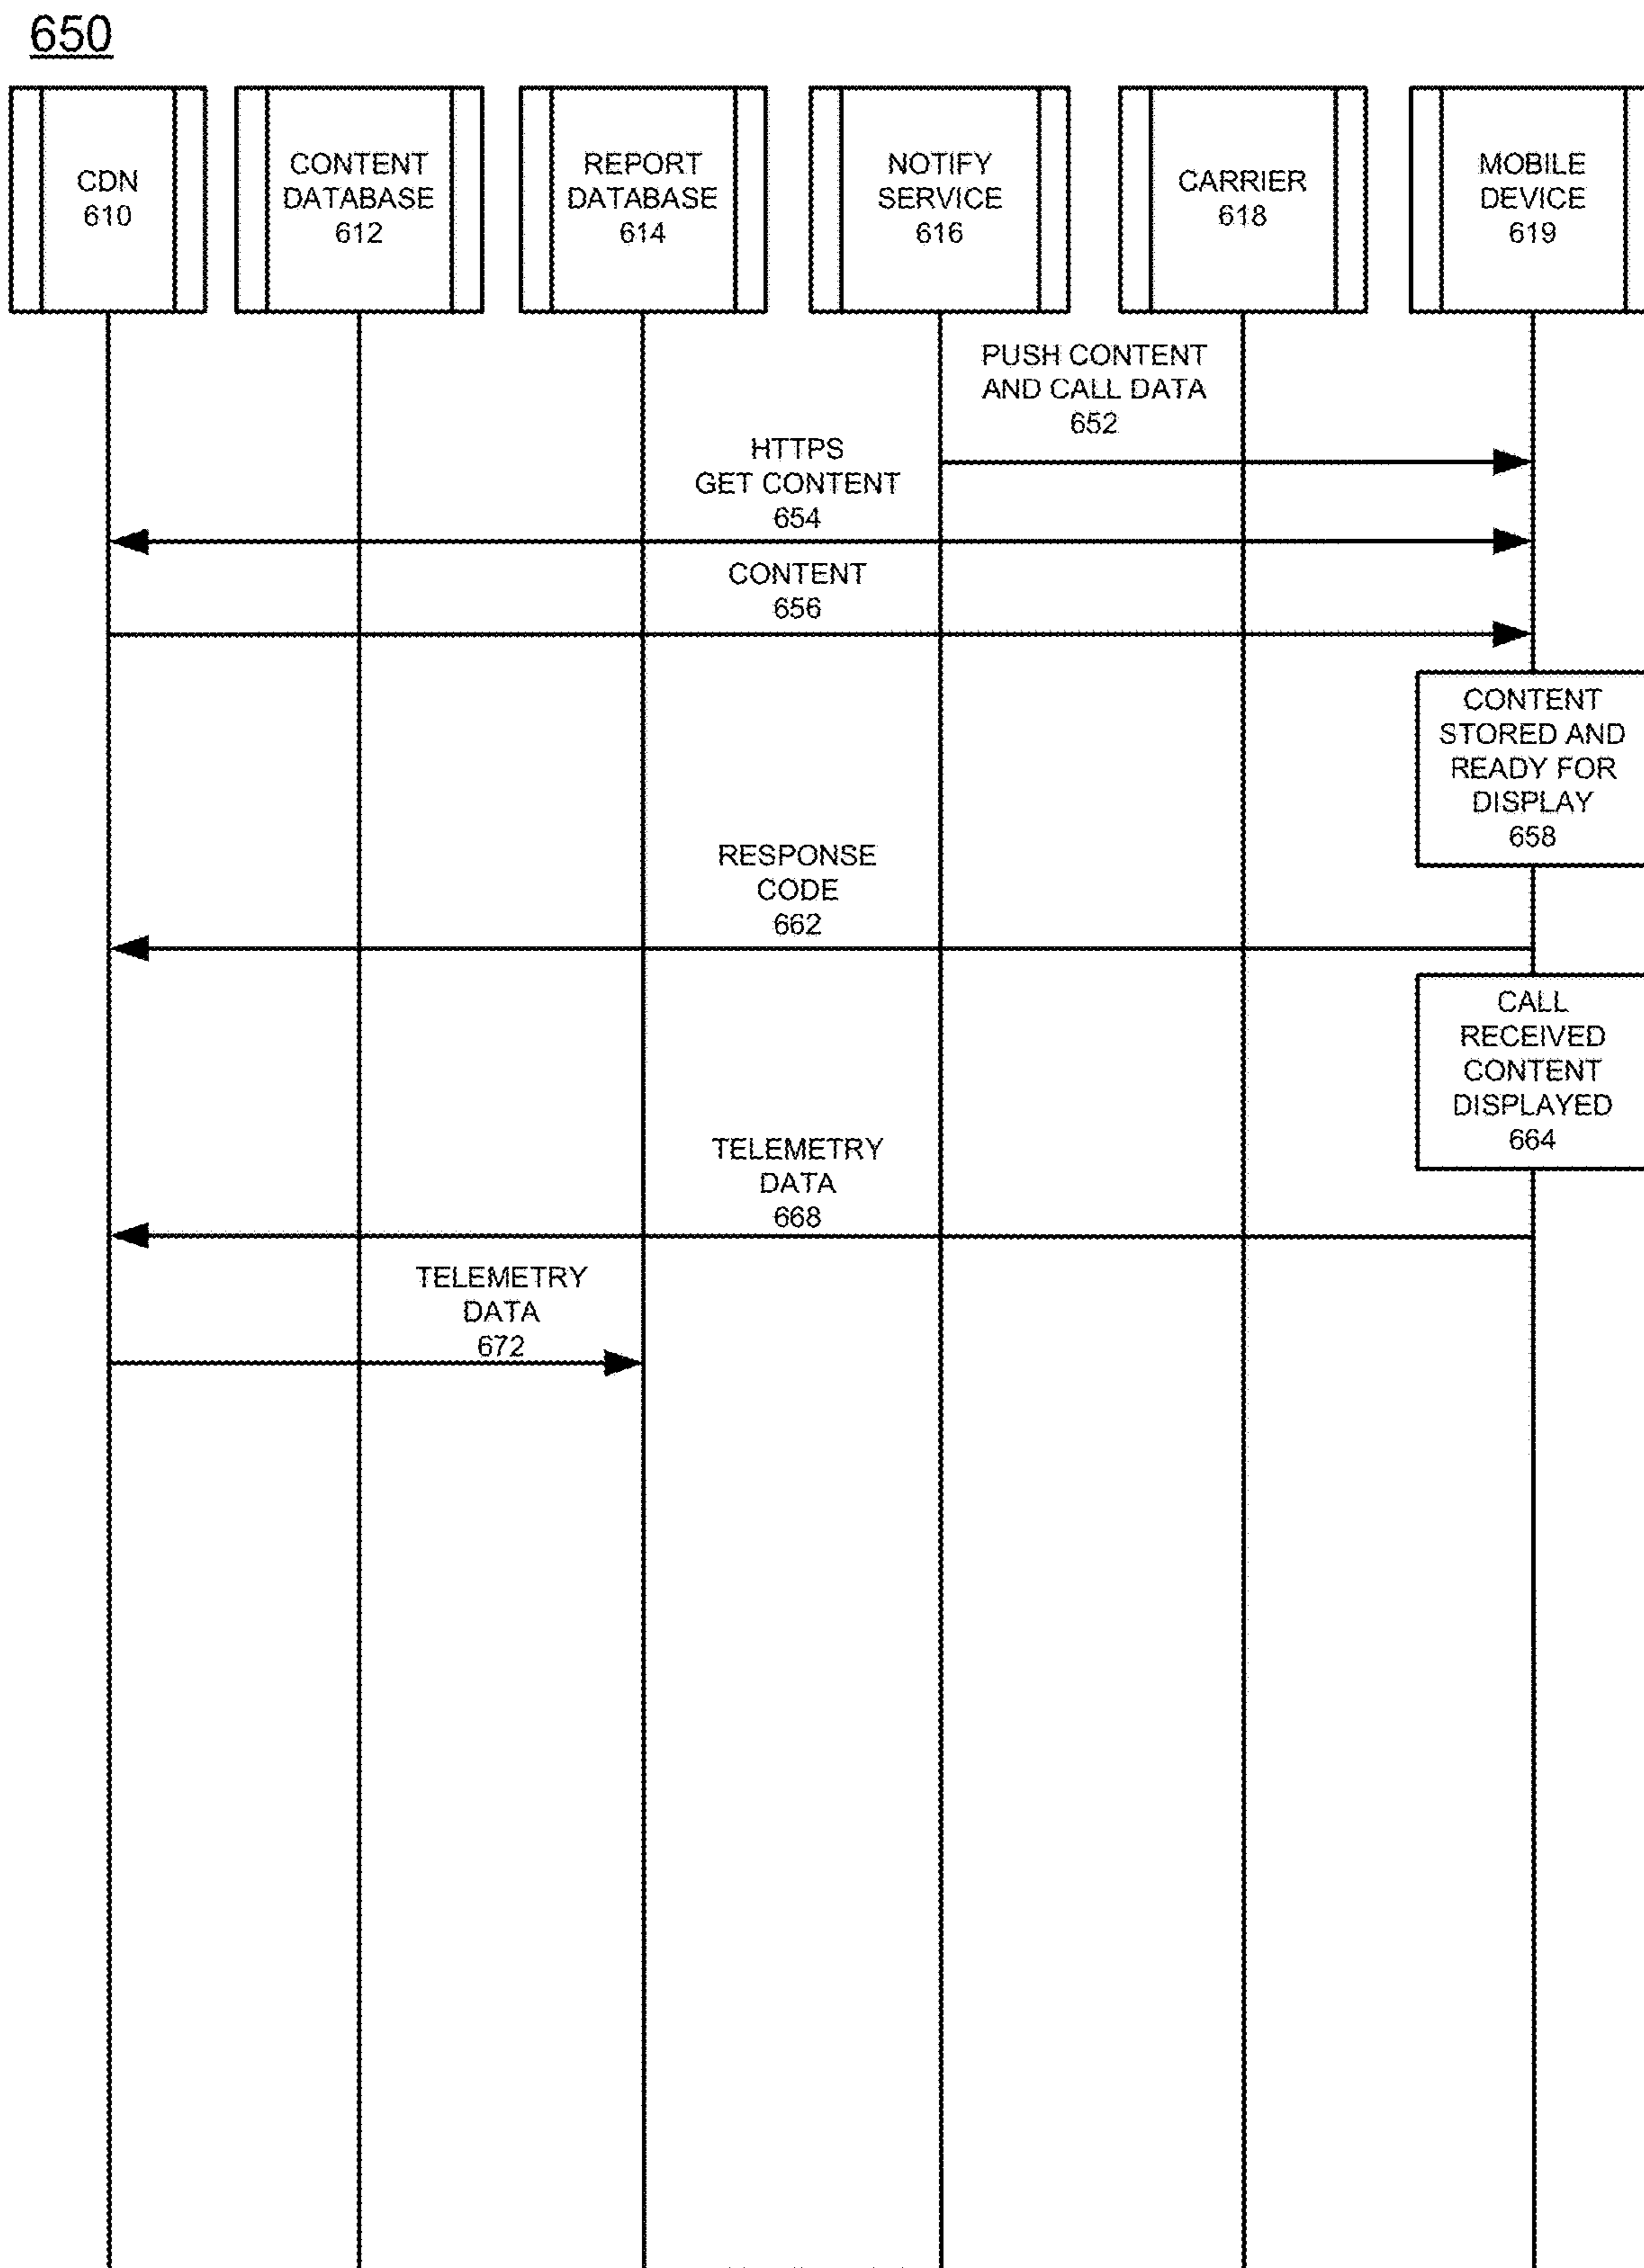 650
CDN
610
CONTENT
DATABASE
612
REPORT
DATABASE
614
NOTIFY
SERVICE
616
CARRIER
618
MOBILE
DEVICE
619
PUSH CONTENT
AND CALL DATA
652
HTTPS
GET CONTENT
654
CONTENT
656
CONTENT
STORED AND
READY FOR
DISPLAY
658
RESPONSE
CODE
662
CALL
RECEIVED
CONTENT
DISPLAYED
664
TELEMETRY
DATA
668
TELEMETRY
DATA
672